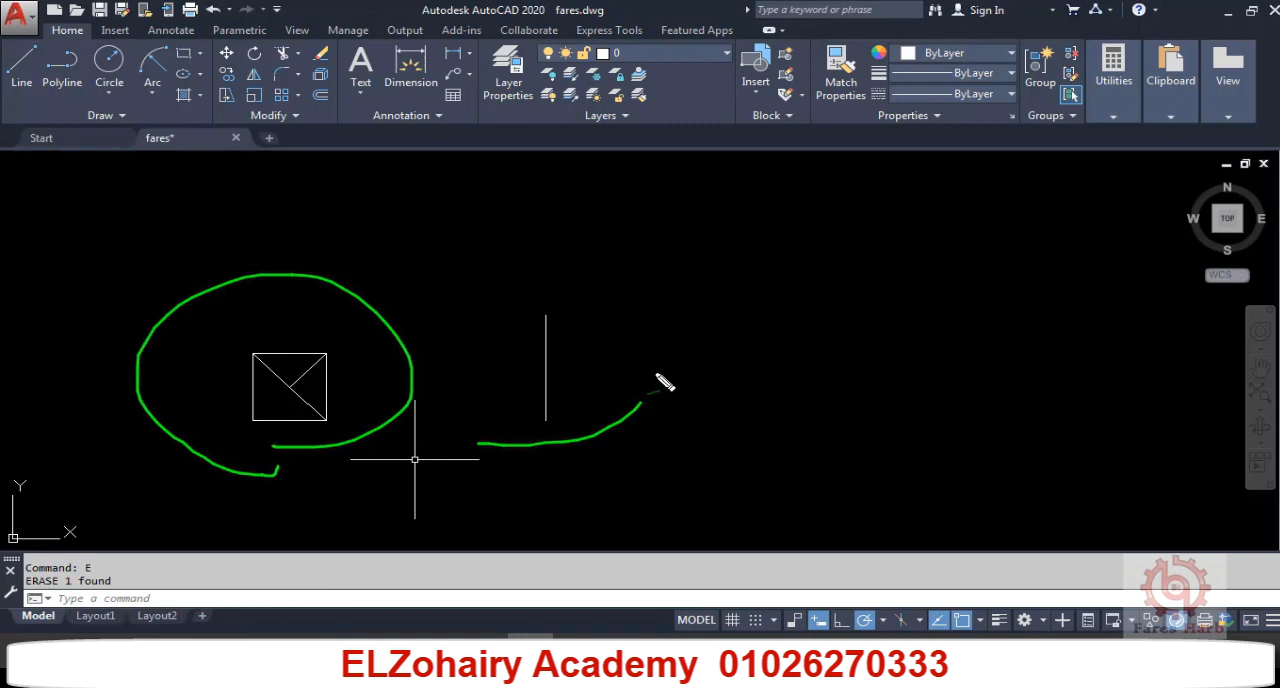 Autodesk AutoCAD 2020 fares.dwg
Type a keyword or phrase
Sign In
Home Insert Annotate Parametric View Manage Output Add-ins Collaborate Express Tools Featured Apps
Line Polyline Circle Arc
Text Dimension
Layer Properties
0
Insert
Match Properties
ByLayer
ByLayer
ByLayer
Group
Utilities
Clipboard
View
Draw Modify Annotation Layers Block Properties Groups
Start fares*
N
W TOP E
S
WCS
Y
X
Command: E
ERASE 1 found
Type a command
Model Layout1 Layout2
MODEL
Fares Harb
ELZohairy Academy 01026270333